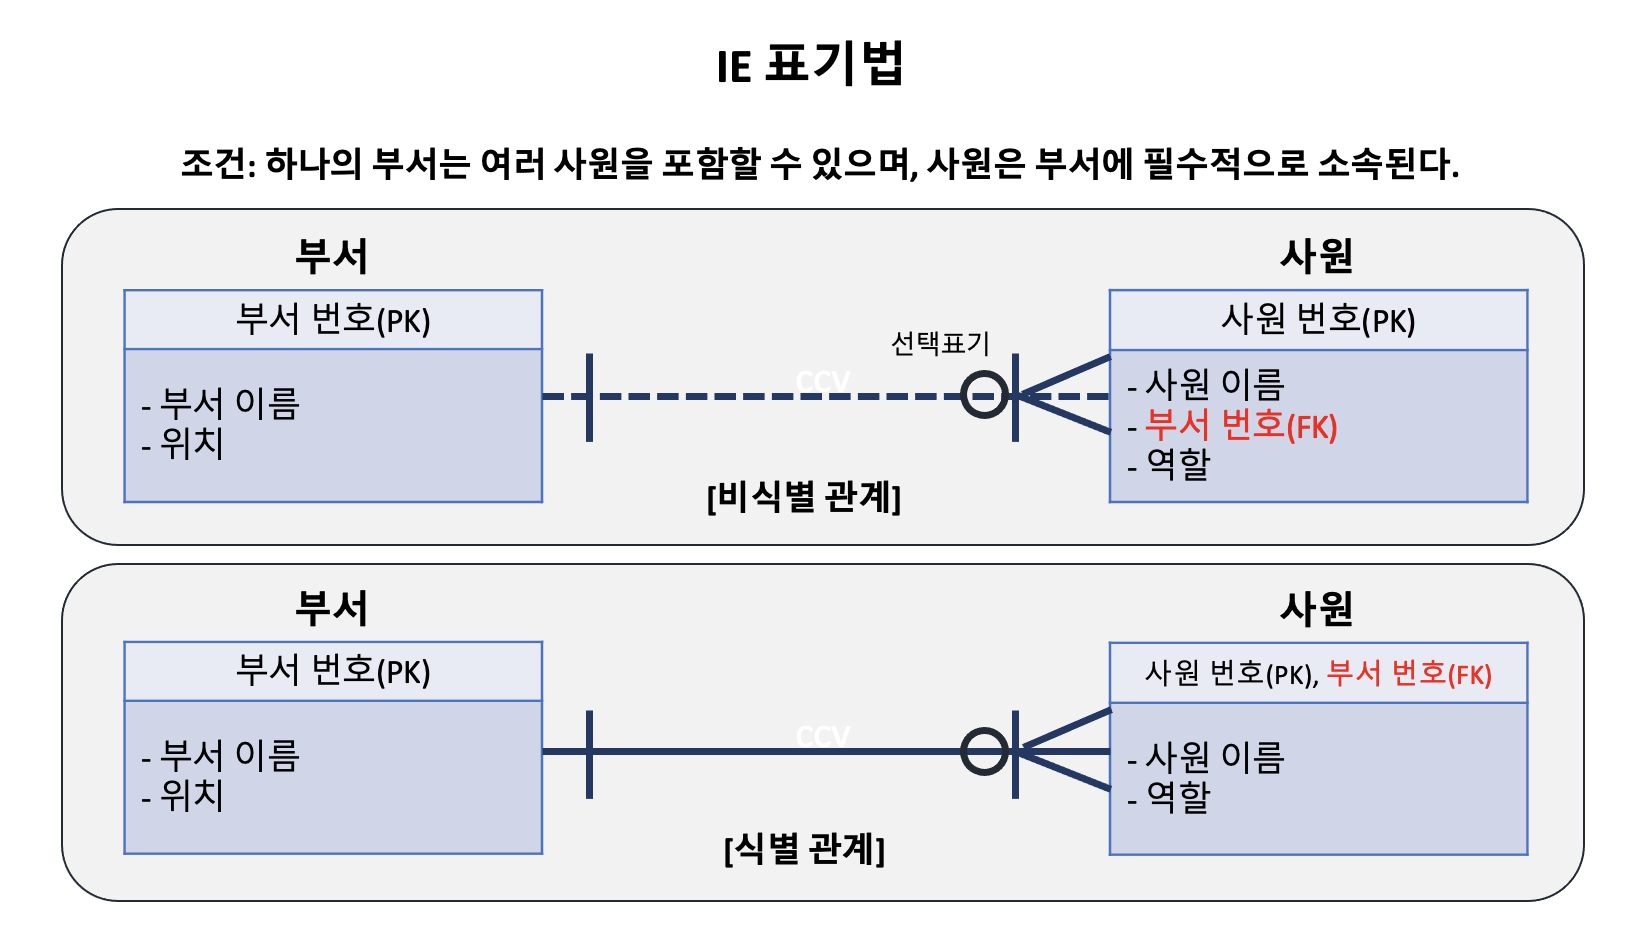 IE 표기법
조건: 하나의 부서는 여러 사원을 포함할 수 있으며, 사원은 부서에 필수적으로 소속된다.
부서
사원
부서 번호(PK)
- 부서 이름
- 위치
선택표기
CCV
사원 번호(PK)
- 사원 이름
- 부서 번호(FK)
- 역할
[비식별 관계]
부서
사원
부서 번호(PK)
- 부서 이름
- 위치
CCV
사원 번호(PK), 부서 번호(FK)
- 사원 이름
- 역할
[식별 관계]